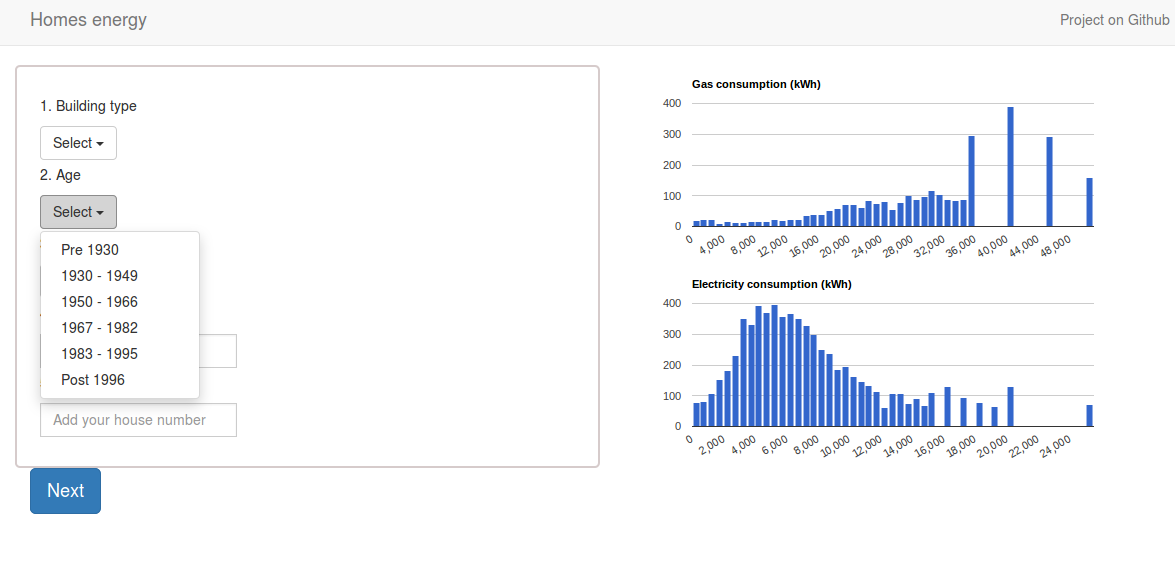 Homes energy
Project on Github
1. Building type
Select
2. Age
Select
Pre 1930
1930 - 1949
1950 - 1966
1967 - 1982
1983 - 1995
Post 1996
Add your house number
Next
Gas consumption (kWh)
400
300
200
100
0
0 4,000 8,000 12,000 16,000 20,000 24,000 28,000 32,000 36,000 40,000 44,000 48,000
Electricity consumption (kWh)
400
300
200
100
0
0 2,000 4,000 6,000 8,000 10,000 12,000 14,000 16,000 18,000 20,000 22,000 24,000